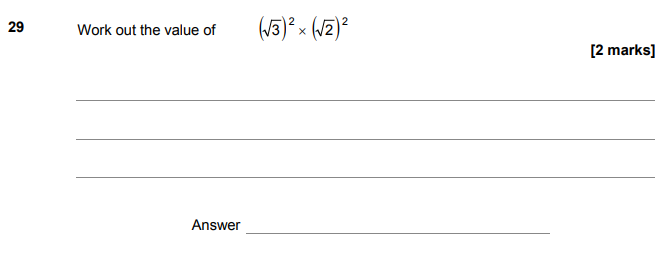 29 Work out the value of (√3)² × (√2)²
[2 marks]
Answer